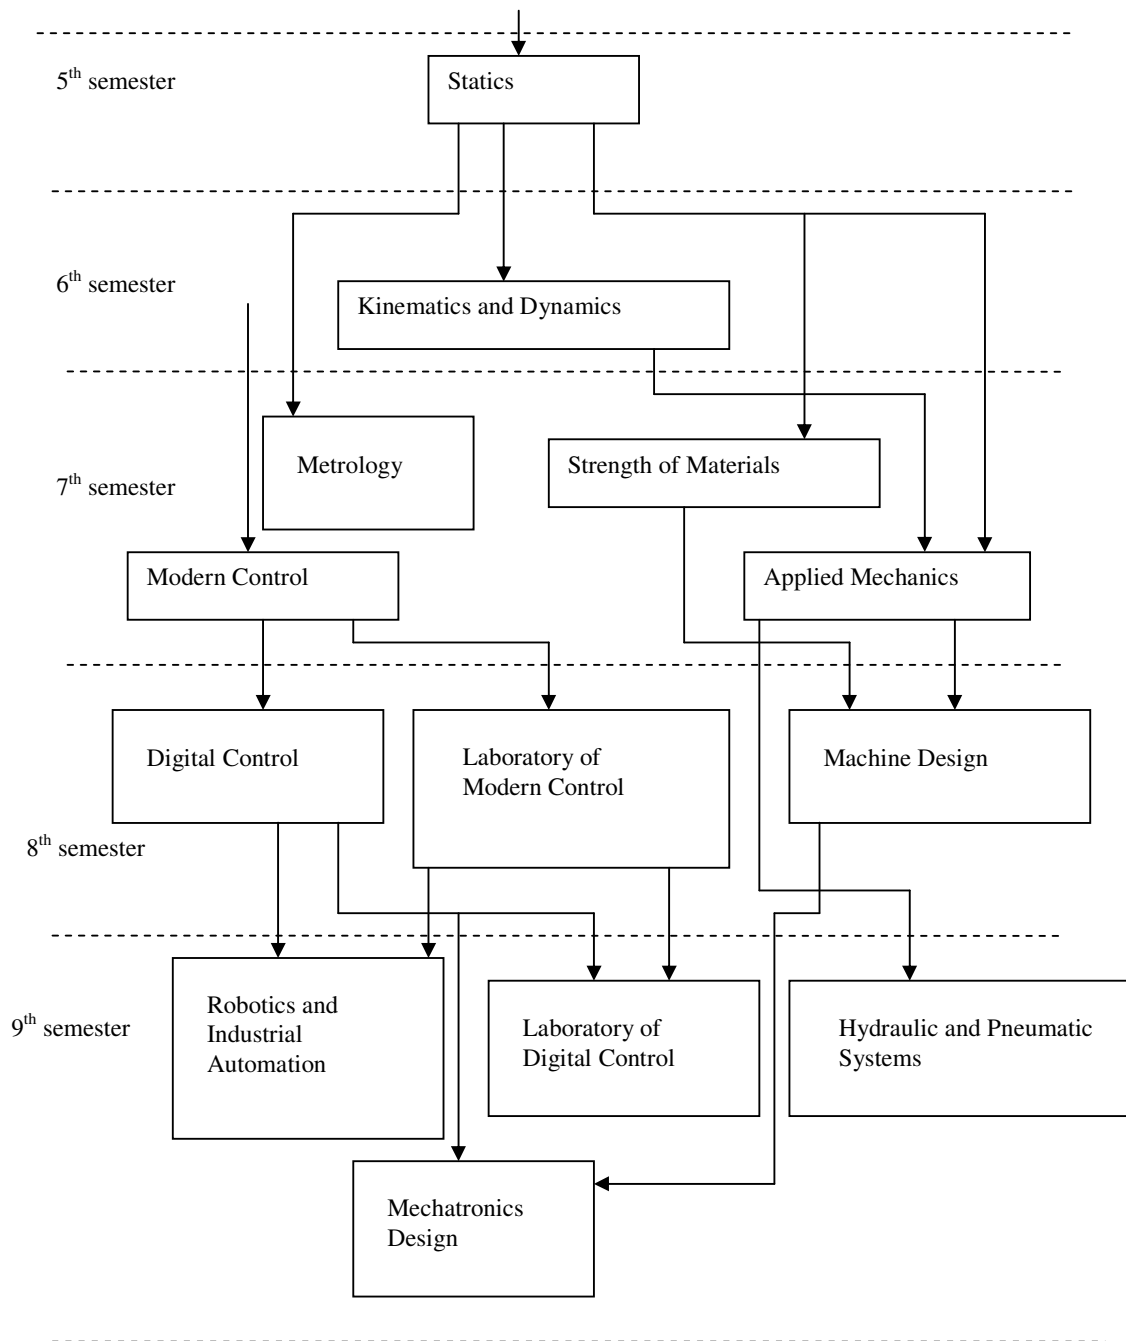 5th semester
Statics
6th semester
Kinematics and Dynamics
7th semester
Metrology
Strength of Materials
Modern Control
Applied Mechanics
Digital Control
Laboratory of
Modern Control
Machine Design
8th semester
9th semester
Robotics and
Industrial
Automation
Laboratory of
Digital Control
Hydraulic and Pneumatic
Systems
Mechatronics
Design